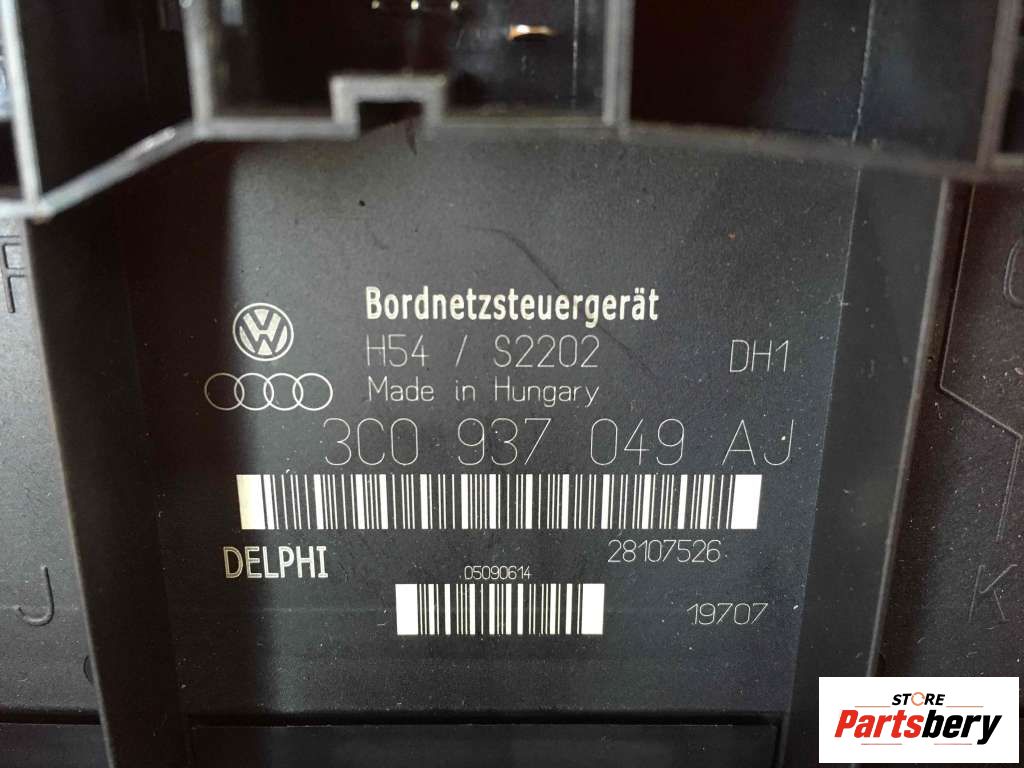 Bordnetzsteuergerät
H54 / S2202 DH1
Made in Hungary
3C0 937 049 AJ
DELPHI
28107526
05090614
19707
F
J
K
STORE
Partsbery